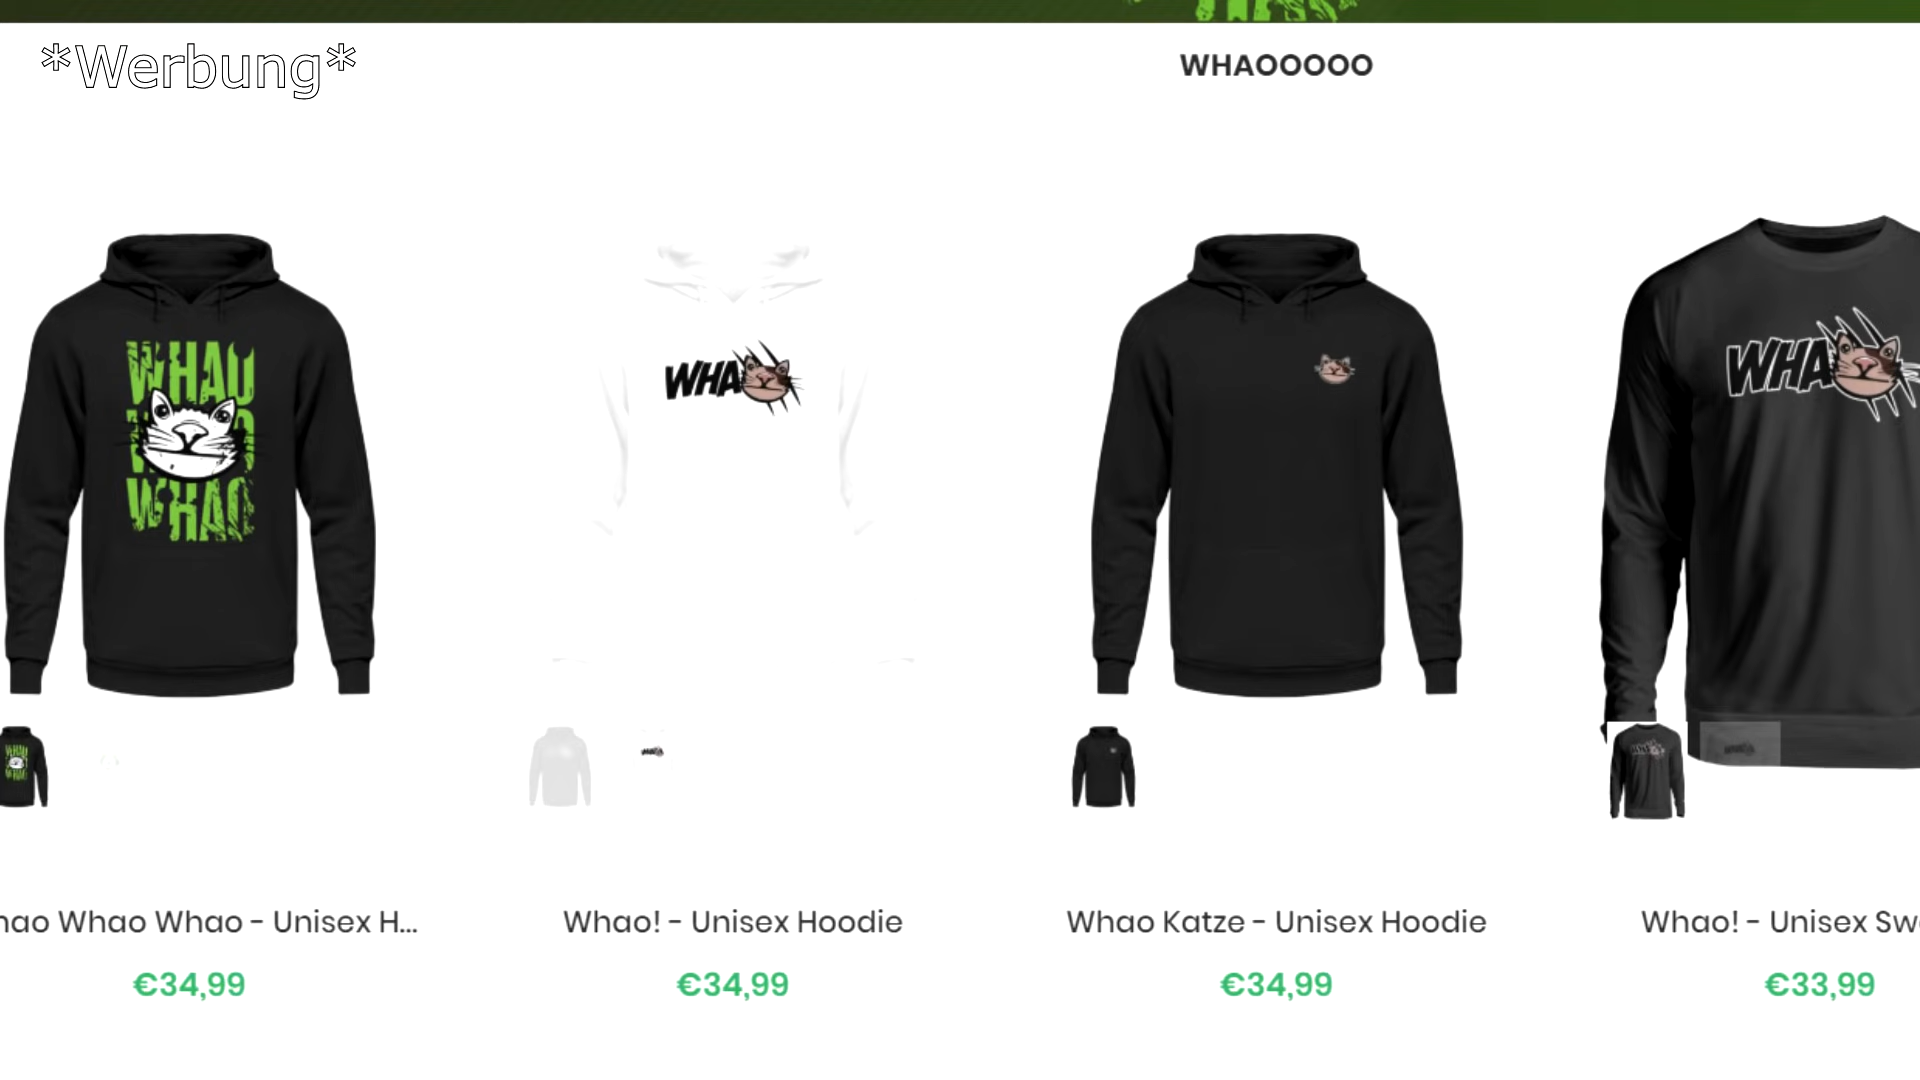 *Werbung*
WHAOOOOO
WHAO
WHAO
WHAO
WHA
hao Whao Whao - Unisex H...
Whao! - Unisex Hoodie
Whao Katze - Unisex Hoodie
Whao! - Unisex Sw
€34,99
€34,99
€34,99
€33,99